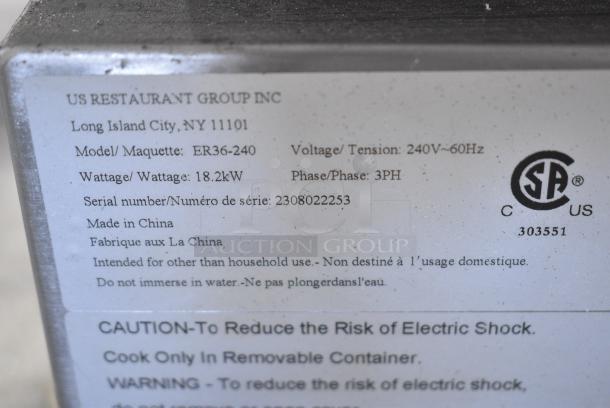 US RESTAURANT GROUP INC
Long Island City, NY 11101
Model/ Maquette: ER36-240 Voltage/ Tension: 240V~60Hz
Wattage/ Wattage: 18.2kW Phase/Phase: 3PH
Serial number/Numéro de série: 2308022253
Made in China
Fabrique aux La China
Intended for other than household use.- Non destiné à l'usage domestique.
Do not immerse in water.-Ne pas plongerdansl'eau.
CSA®
C US
303551
AUCTION GROUP
CAUTION-To Reduce the Risk of Electric Shock.
Cook Only In Removable Container.
WARNING - To reduce the risk of electric shock,